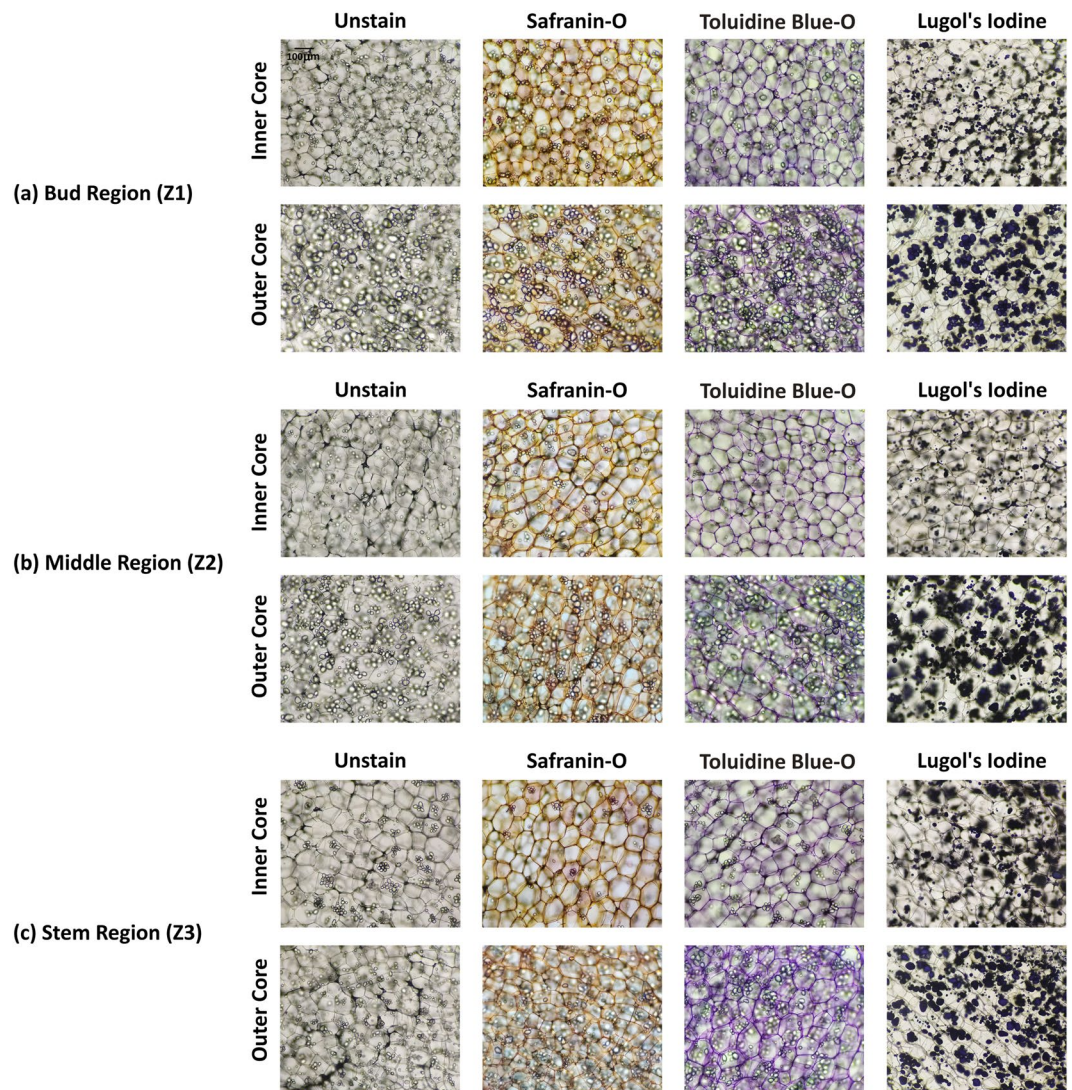 Unstain Safranin-O Toluidine Blue-O Lugol's Iodine
100µm
Inner Core
(a) Bud Region (Z1)
Outer Core
Unstain Safranin-O Toluidine Blue-O Lugol's Iodine
Inner Core
(b) Middle Region (Z2)
Outer Core
Unstain Safranin-O Toluidine Blue-O Lugol's Iodine
Inner Core
(c) Stem Region (Z3)
Outer Core